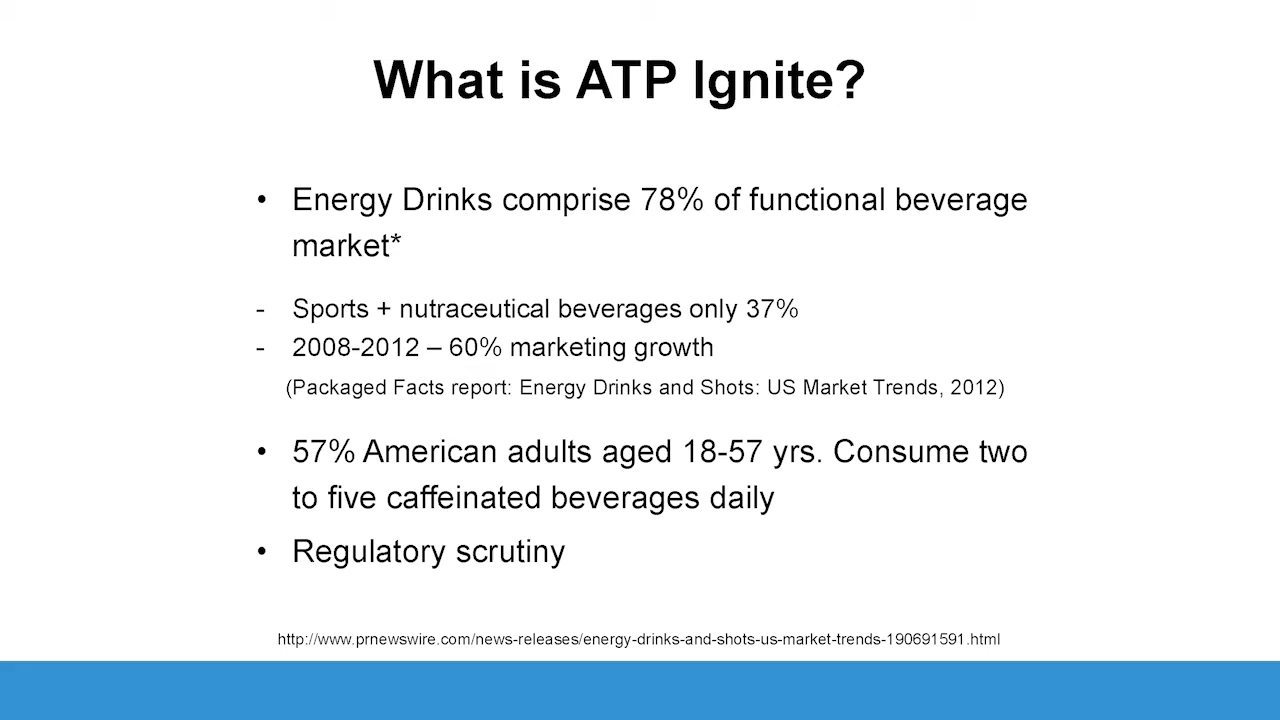 What is ATP Ignite?
• Energy Drinks comprise 78% of functional beverage
market*
- Sports + nutraceutical beverages only 37%
- 2008-2012 – 60% marketing growth
(Packaged Facts report: Energy Drinks and Shots: US Market Trends, 2012)
• 57% American adults aged 18-57 yrs. Consume two
to five caffeinated beverages daily
• Regulatory scrutiny
http://www.prnewswire.com/news-releases/energy-drinks-and-shots-us-market-trends-190691591.html